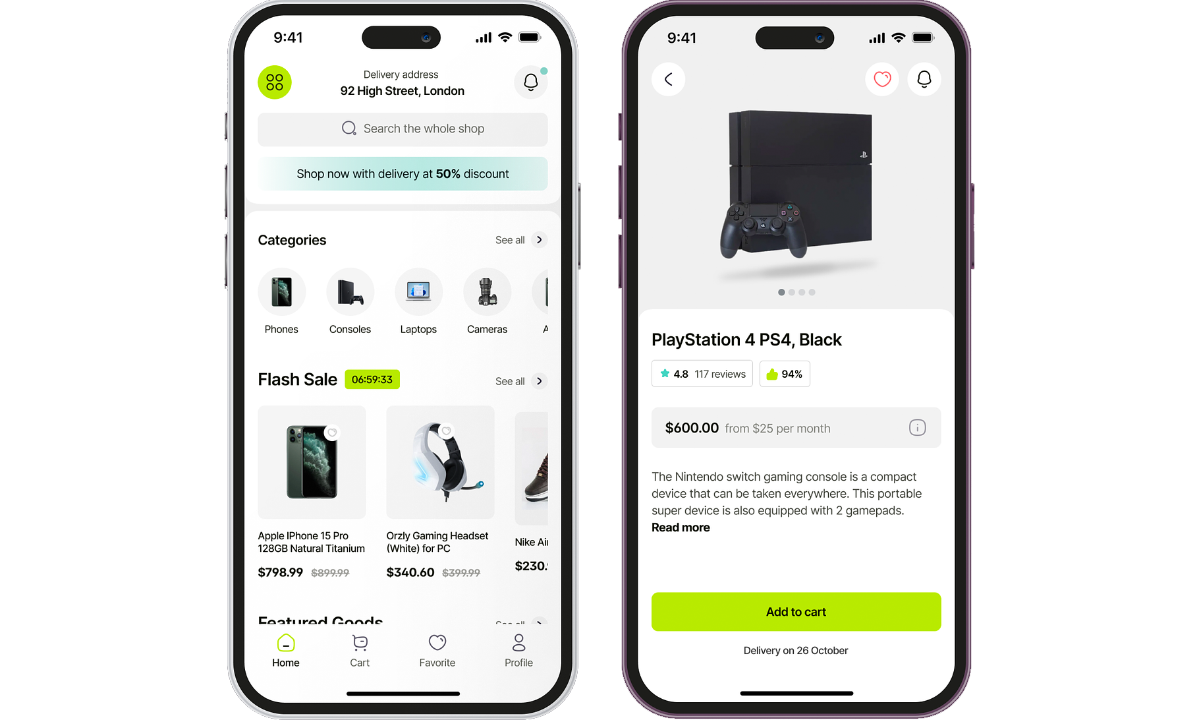 9:41
Delivery address
92 High Street, London
Search the whole shop
Shop now with delivery at 50% discount
Categories
See all
Phones
Consoles
Laptops
Cameras
A
Flash Sale
06:59:33
See all
Apple IPhone 15 Pro
128GB Natural Titanium
$798.99 $899.99
Orzly Gaming Headset
(White) for PC
$340.60 $399.99
Nike Air
$230.
Featured Goods
See all
Home
Cart
Favorite
Profile
9:41
PlayStation 4 PS4, Black
4.8 117 reviews
94%
$600.00 from $25 per month
The Nintendo switch gaming console is a compact
device that can be taken everywhere. This portable
super device is also equipped with 2 gamepads.
Read more
Add to cart
Delivery on 26 October